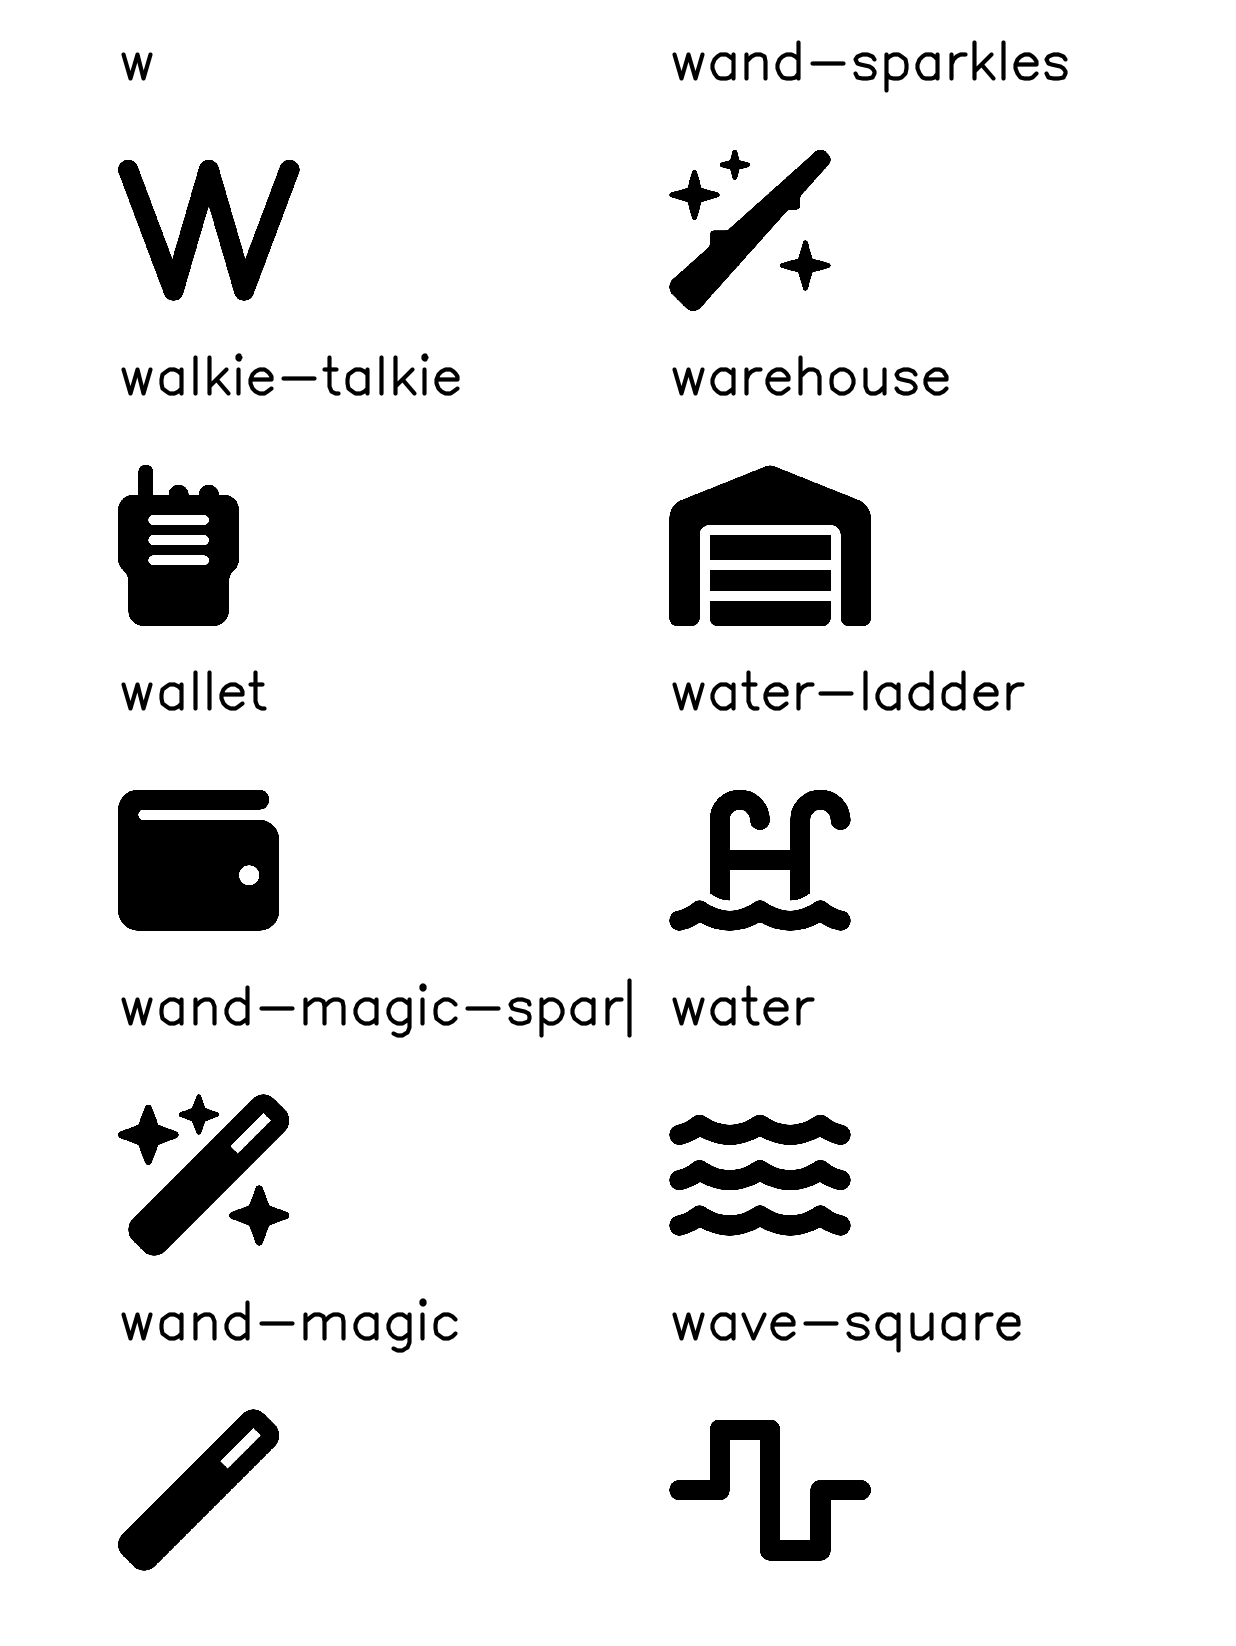 w
wand-sparkles
W
walkie-talkie
warehouse
wallet
water-ladder
wand-magic-spar|
water
wand-magic
wave-square